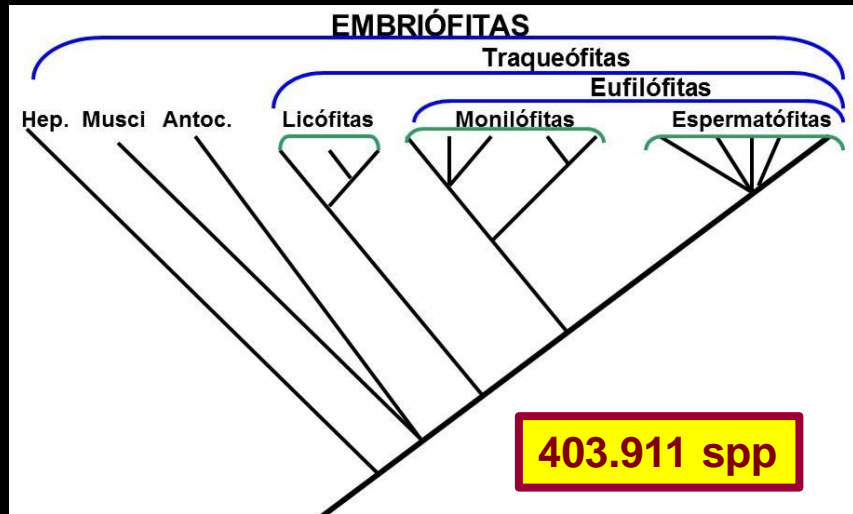 EMBRIÓFITAS
Traqueófitas
Eufilófitas
Hep. Musci Antoc. Licófitas Monilófitas Espermatófitas
403.911 spp